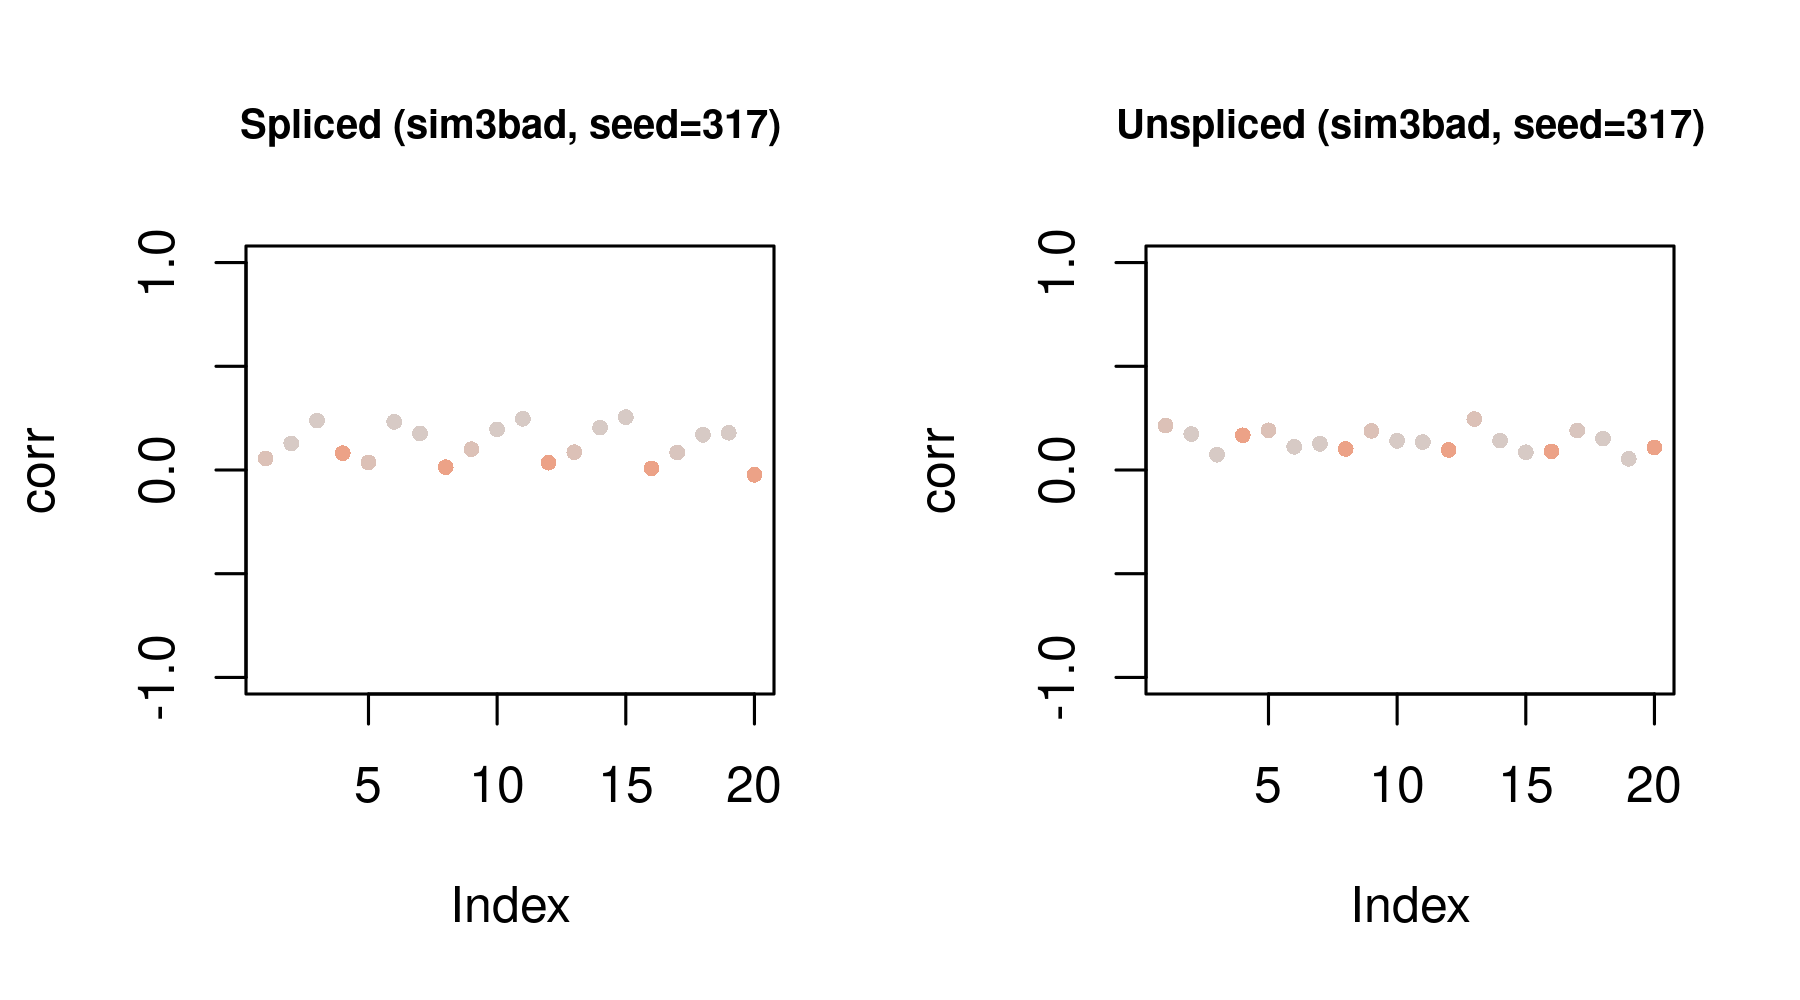 Spliced (sim3bad, seed=317)
corr
1.0
0.0
-1.0
5 10 15 20
Index
Unspliced (sim3bad, seed=317)
corr
1.0
0.0
-1.0
5 10 15 20
Index